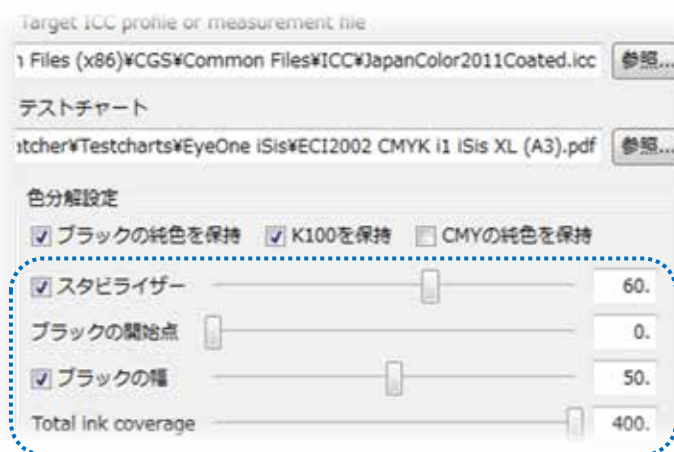 Target ICC profile or measurement file
n Files (x86)¥CGS¥Common Files¥ICC¥JapanColor2011Coated.icc 参照...
テストチャート
atcher¥Testcharts¥EyeOne iSis¥ECI2002 CMYK i1 iSis XL (A3).pdf 参照...
色分解設定
ブラックの純色を保持 K100を保持 CMYの純色を保持
スタビライザー 60.
ブラックの開始点 0.
ブラックの幅 50.
Total ink coverage 400.